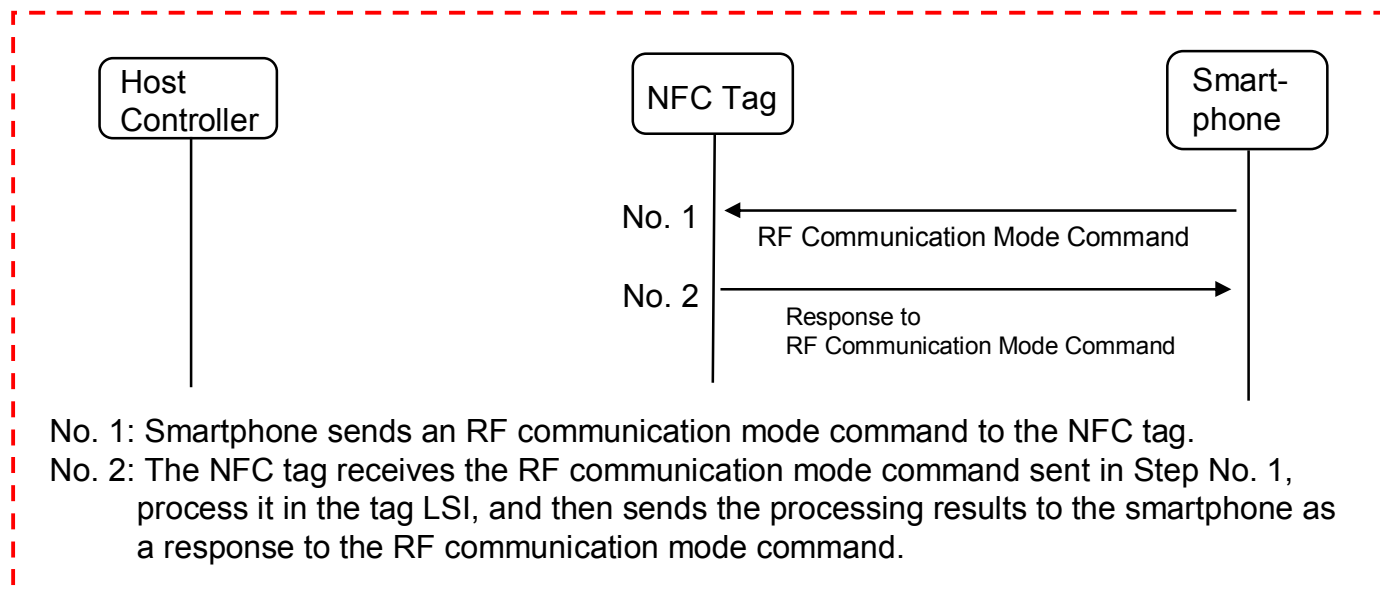 Host
Controller
NFC Tag
Smart-
phone
No. 1
RF Communication Mode Command
No. 2
Response to
RF Communication Mode Command
No. 1: Smartphone sends an RF communication mode command to the NFC tag.
No. 2: The NFC tag receives the RF communication mode command sent in Step No. 1,
process it in the tag LSI, and then sends the processing results to the smartphone as
a response to the RF communication mode command.